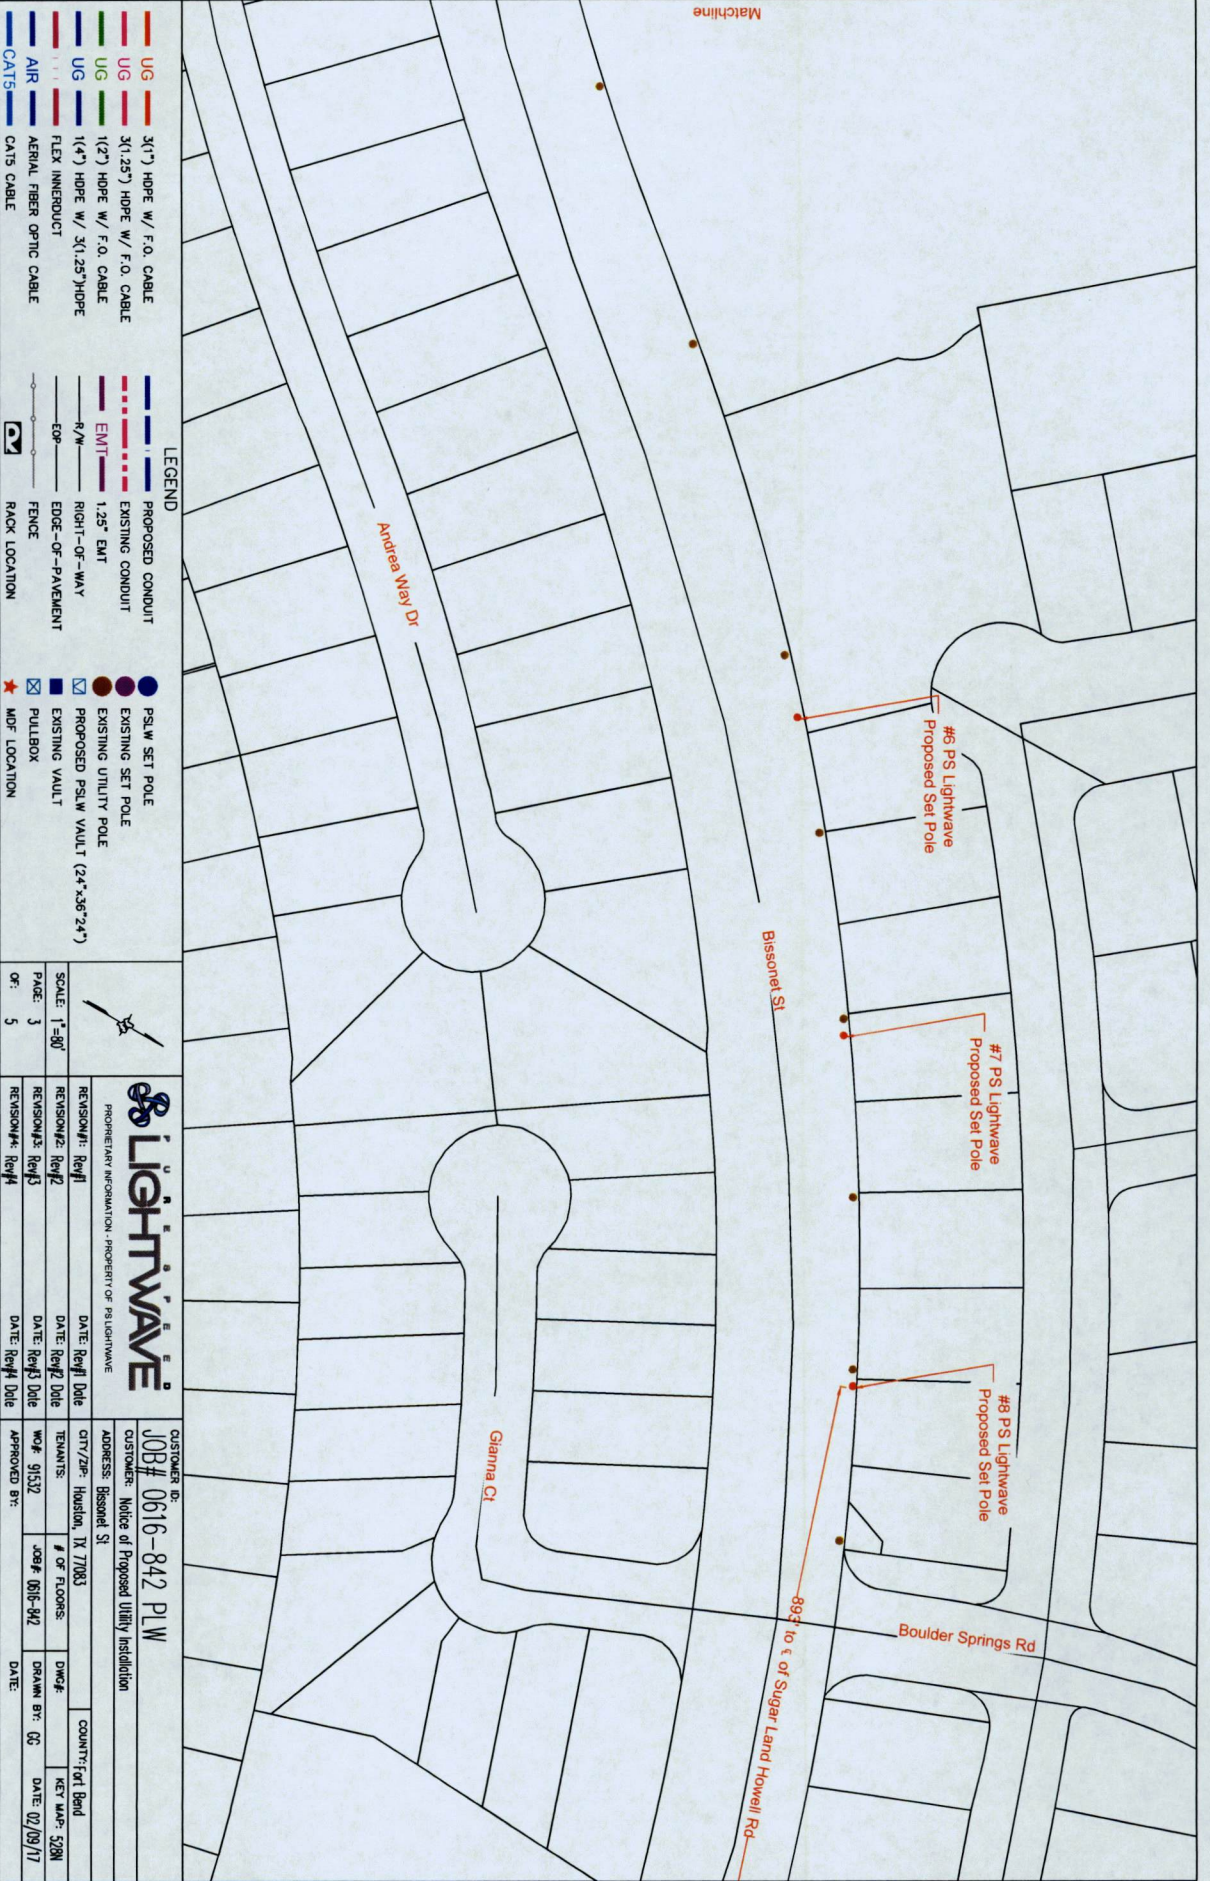 Matchline
#6 PS Lightwave
Proposed Set Pole
#7 PS Lightwave
Proposed Set Pole
#8 PS Lightwave
Proposed Set Pole
Bissonet St
Andrea Way Dr
Gianna Ct
Boulder Springs Rd
893' to ℄ of Sugar Land Howell Rd
LEGEND
UG 3(1") HDPE W/ F.O. CABLE
UG 3(1.25") HDPE W/ F.O. CABLE
UG 1(2") HDPE W/ F.O. CABLE
UG 1(4") HDPE W/ 3(1.25")HDPE
FLEX INNERDUCT
AIR AERIAL FIBER OPTIC CABLE
CAT5 CAT5 CABLE
PROPOSED CONDUIT
EXISTING CONDUIT
EMT 1.25" EMT
R/W RIGHT-OF-WAY
EOP EDGE-OF-PAVEMENT
FENCE
RACK LOCATION
PSLW SET POLE
EXISTING SET POLE
EXISTING UTILITY POLE
PROPOSED PSLW VAULT (24"x36"24")
EXISTING VAULT
PULLBOX
MDF LOCATION
SCALE: 1"=80'
PAGE: 3
OF: 5
PURESPEED
LIGHTWAVE
PROPRIETARY INFORMATION - PROPERTY OF PS LIGHTWAVE
REVISION#1: Rev#1 DATE: Rev#1 Date
REVISION#2: Rev#2 DATE: Rev#2 Date
REVISION#3: Rev#3 DATE: Rev#3 Date
REVISION#4: Rev#4 DATE: Rev#4 Date
CUSTOMER ID:
JOB# 0616-842 PLW
CUSTOMER: Notice of Proposed Utility Installation
ADDRESS: Bissonet St
CITY/ZIP: Houston, TX 77083 COUNTY: Fort Bend
TENANTS: # OF FLOORS: DWG#: KEY MAP: 528N
WO#: 91532 JOB#: 0616-842 DRAWN BY: GG DATE: 02/09/17
APPROVED BY: DATE: